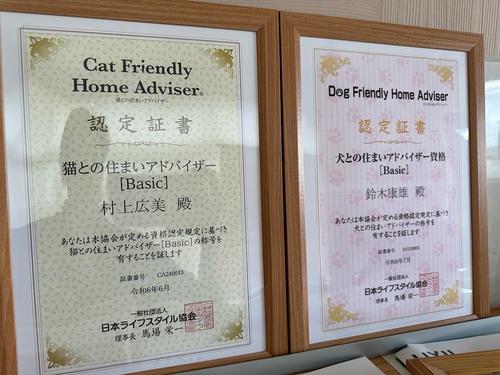 Cat Friendly
Home Adviser®
猫との住まいアドバイザー
認定証書
猫との住まいアドバイザー
[Basic]
村上広美 殿
あなたは本協会が定める資格認定規定に基づき
猫との住まいアドバイザー[Basic]の称号を
有することを証します
証書番号 CA240013
令和6年6月
一般社団法人
日本ライフスタイル協会
理事長 馬場 栄一
Dog Friendly Home Adviser
認定証書
犬との住まいアドバイザー資格
[Basic]
鈴木康雄 殿
あなたは本協会が定める資格認定規定に基づき
犬との住まいアドバイザーの称号を
有することを証します
証書番号
令和6年7月
一般社団法人
日本ライフスタイル協会
理事長 馬場 栄一